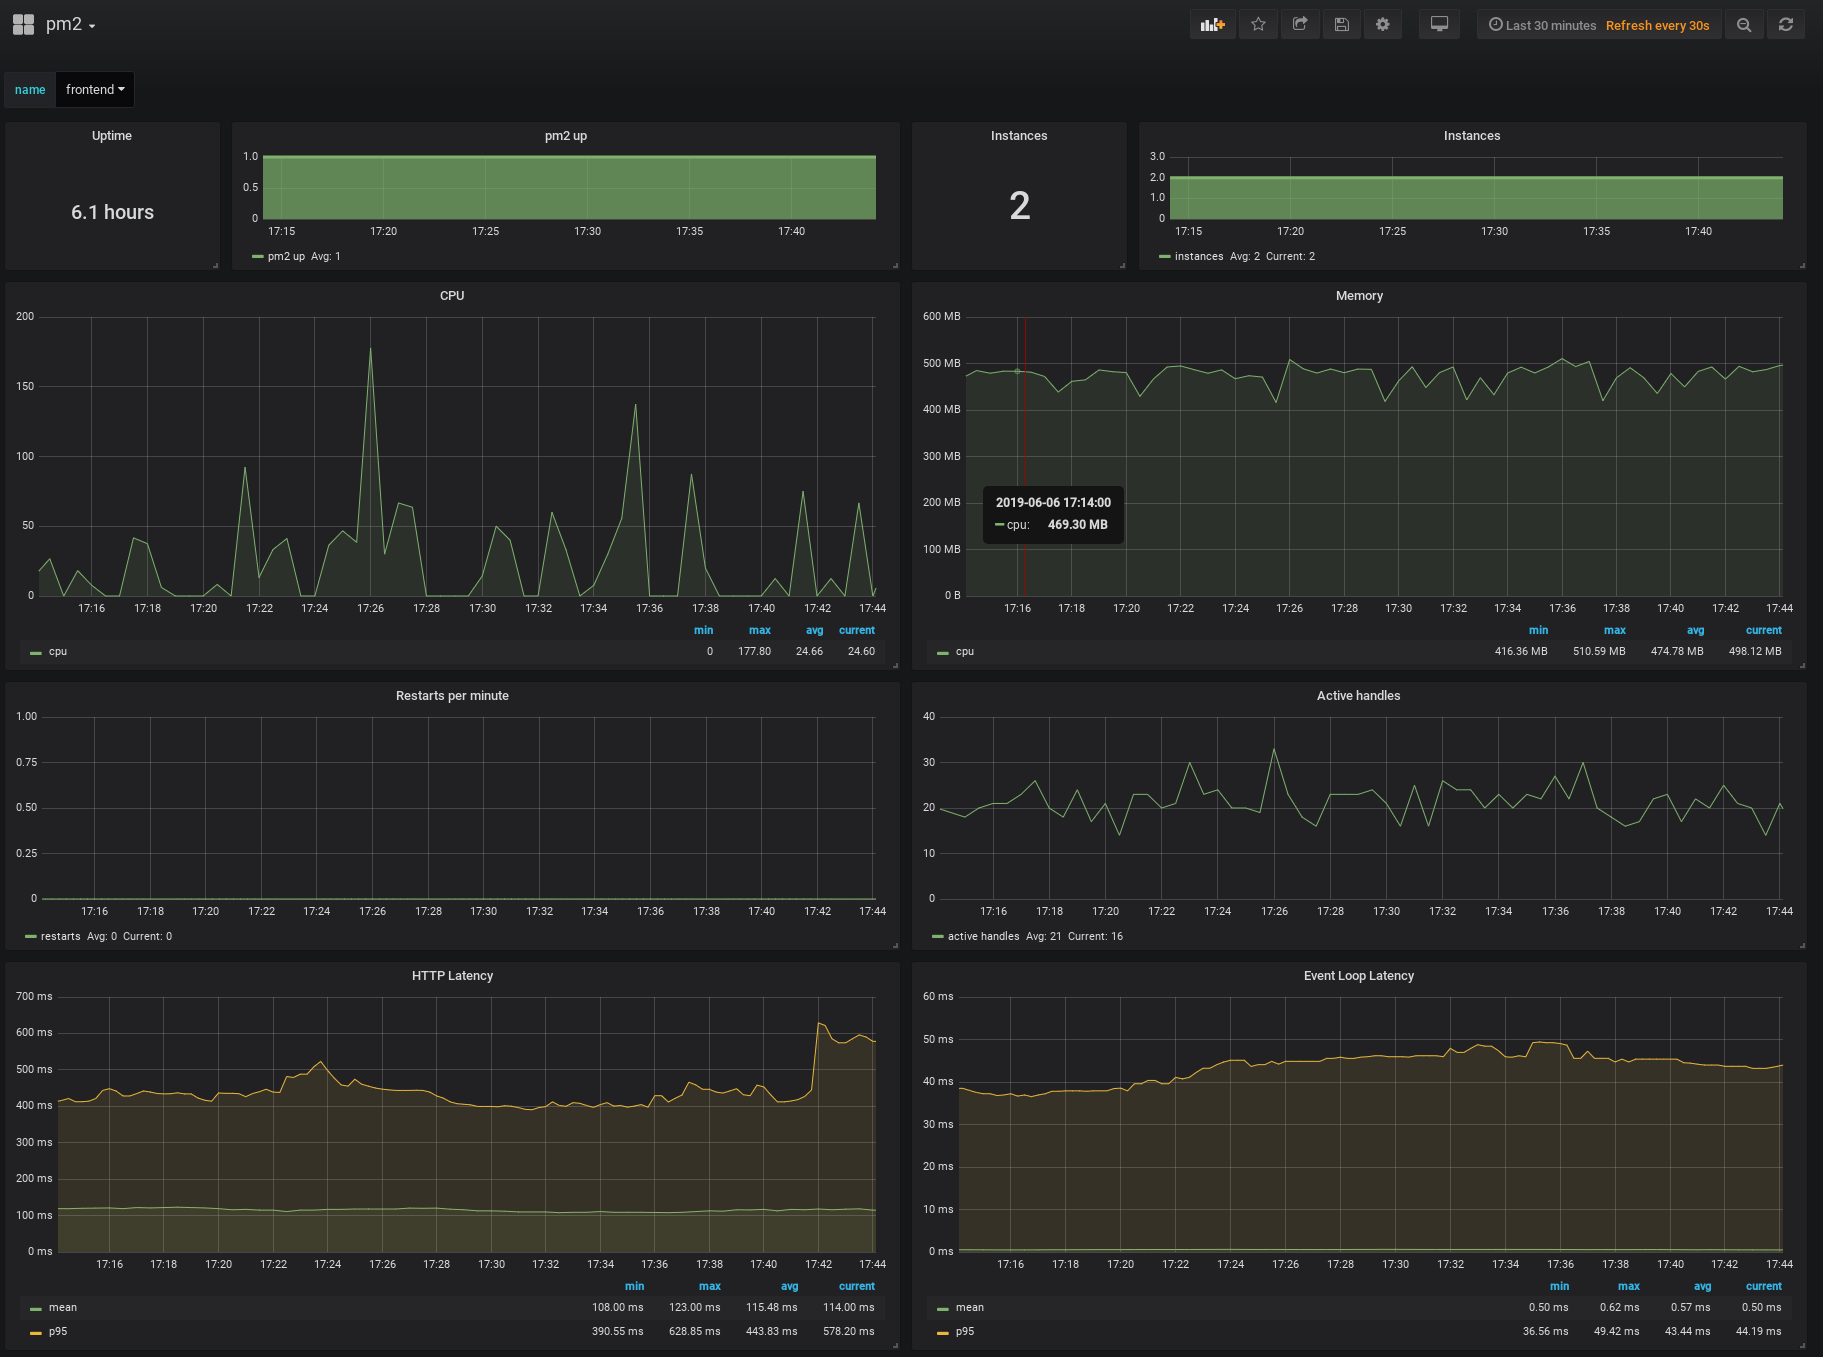 pm2
Last 30 minutes Refresh every 30s
name frontend
Uptime
6.1 hours
pm2 up
1.0
0.5
0
17:15 17:20 17:25 17:30 17:35 17:40
pm2 up Avg: 1
Instances
2
Instances
3.0
2.0
1.0
0
17:15 17:20 17:25 17:30 17:35 17:40
instances Avg: 2 Current: 2
CPU
200
150
100
50
0
17:16 17:18 17:20 17:22 17:24 17:26 17:28 17:30 17:32 17:34 17:36 17:38 17:40 17:42 17:44
min max avg current
cpu 0 177.80 24.66 24.60
Memory
600 MB
500 MB
400 MB
300 MB
200 MB
100 MB
0 B
2019-06-06 17:14:00
cpu: 469.30 MB
17:16 17:18 17:20 17:22 17:24 17:26 17:28 17:30 17:32 17:34 17:36 17:38 17:40 17:42 17:44
min max avg current
cpu 416.36 MB 510.59 MB 474.78 MB 498.12 MB
Restarts per minute
1.00
0.75
0.50
0.25
0
17:16 17:18 17:20 17:22 17:24 17:26 17:28 17:30 17:32 17:34 17:36 17:38 17:40 17:42 17:44
restarts Avg: 0 Current: 0
Active handles
40
30
20
10
0
17:16 17:18 17:20 17:22 17:24 17:26 17:28 17:30 17:32 17:34 17:36 17:38 17:40 17:42 17:44
active handles Avg: 21 Current: 16
HTTP Latency
700 ms
600 ms
500 ms
400 ms
300 ms
200 ms
100 ms
0 ms
17:16 17:18 17:20 17:22 17:24 17:26 17:28 17:30 17:32 17:34 17:36 17:38 17:40 17:42 17:44
min max avg current
mean 108.00 ms 123.00 ms 115.48 ms 114.00 ms
p95 390.55 ms 628.85 ms 443.83 ms 578.20 ms
Event Loop Latency
60 ms
50 ms
40 ms
30 ms
20 ms
10 ms
0 ms
17:16 17:18 17:20 17:22 17:24 17:26 17:28 17:30 17:32 17:34 17:36 17:38 17:40 17:42 17:44
min max avg current
mean 0.50 ms 0.62 ms 0.57 ms 0.50 ms
p95 36.56 ms 49.42 ms 43.44 ms 44.19 ms